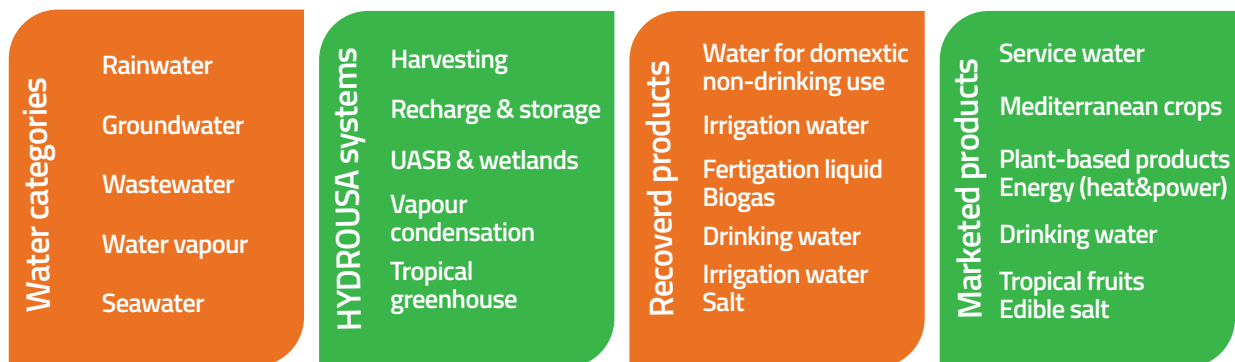 Water categories
Rainwater
Groundwater
Wastewater
Water vapour
Seawater
HYDROUSA systems
Harvesting
Recharge & storage
UASB & wetlands
Vapour
condensation
Tropical
greenhouse
Recoverd products
Water for domextic
non-drinking use
Irrigation water
Fertigation liquid
Biogas
Drinking water
Irrigation water
Salt
Marketed products
Service water
Mediterranean crops
Plant-based products
Energy (heat&power)
Drinking water
Tropical fruits
Edible salt